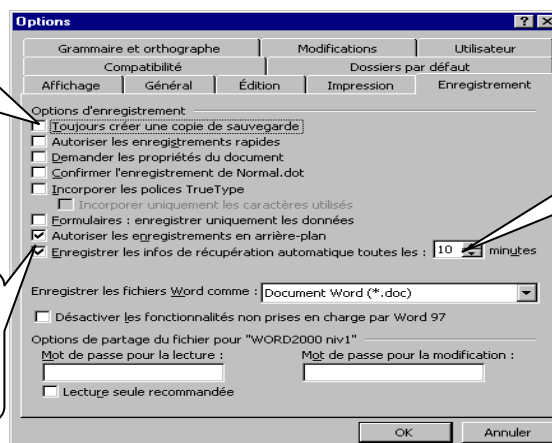 Options
Grammaire et orthographe Modifications Utilisateur
Compatibilité Dossiers par défaut
Affichage Général Édition Impression Enregistrement
Options d'enregistrement
Toujours créer une copie de sauvegarde
Autoriser les enregistrements rapides
Demander les propriétés du document
Confirmer l'enregistrement de Normal.dot
Incorporer les polices TrueType
Incorporer uniquement les caractères utilisés
Formulaires : enregistrer uniquement les données
Autoriser les enregistrements en arrière-plan
Enregistrer les infos de récupération automatique toutes les : 10 minutes
Enregistrer les fichiers Word comme : Document Word (*.doc)
Désactiver les fonctionnalités non prises en charge par Word 97
Options de partage du fichier pour "WORD2000 niv1"
Mot de passe pour la lecture : Mot de passe pour la modification :
Lecture seule recommandée
OK Annuler